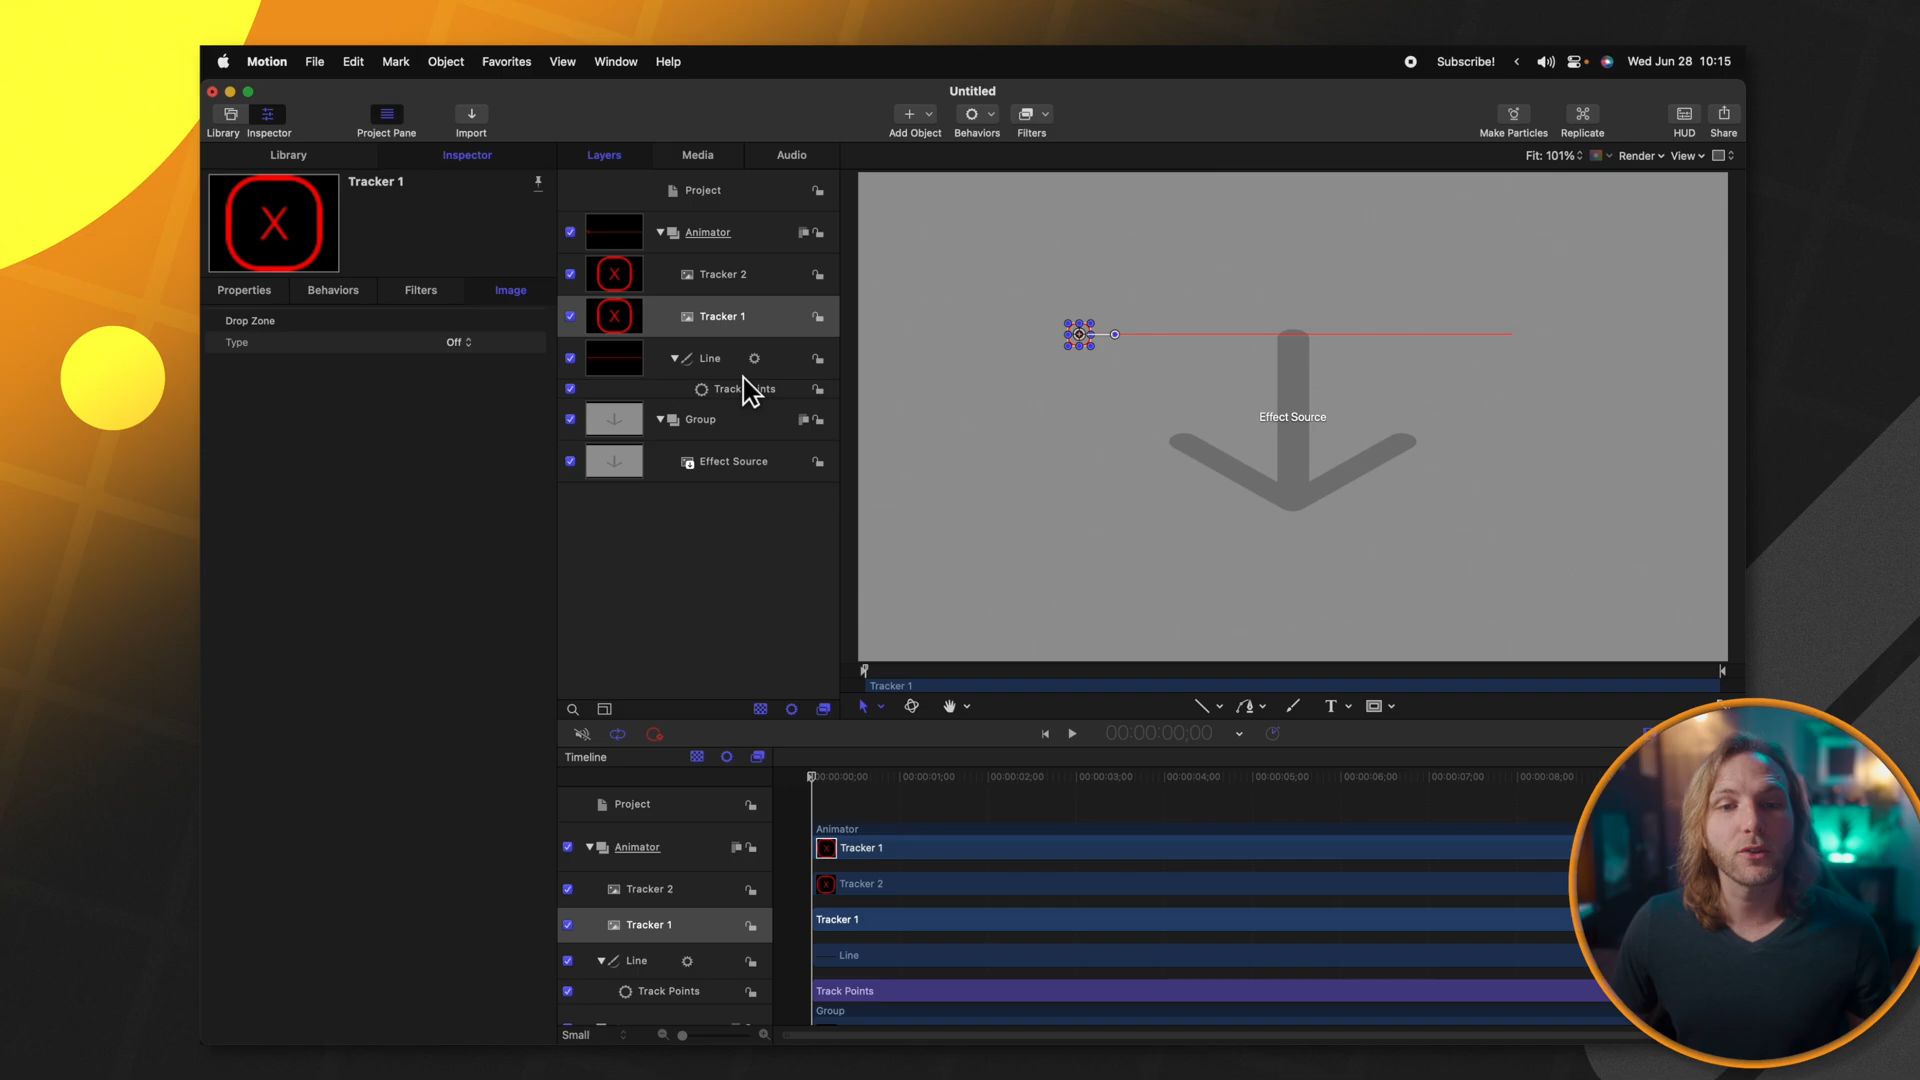 Motion File Edit Mark Object Favorites View Window Help Subscribe! Wed Jun 28 10:15
Untitled
Library Inspector Project Pane Import Add Object Behaviors Filters Make Particles Replicate HUD Share
Library Inspector Layers Media Audio Fit: 101% Render View
Tracker 1
Properties Behaviors Filters Image
Drop Zone
Type Off
Project
Animator
X Tracker 2
X Tracker 1
Line
Track Points
Group
Effect Source
X
Effect Source
Tracker 1
T
00:00:00;00
Timeline
00:00:00;00 00:00:01;00 00:00:02;00 00:00:03;00 00:00:04;00 00:00:05;00 00:00:06;00 00:00:07;00 00:00:08;00
Project
Animator
Animator Tracker 1
Tracker 2 Tracker 2
Tracker 1 Tracker 1
Line Line
Track Points Track Points
Group
Small